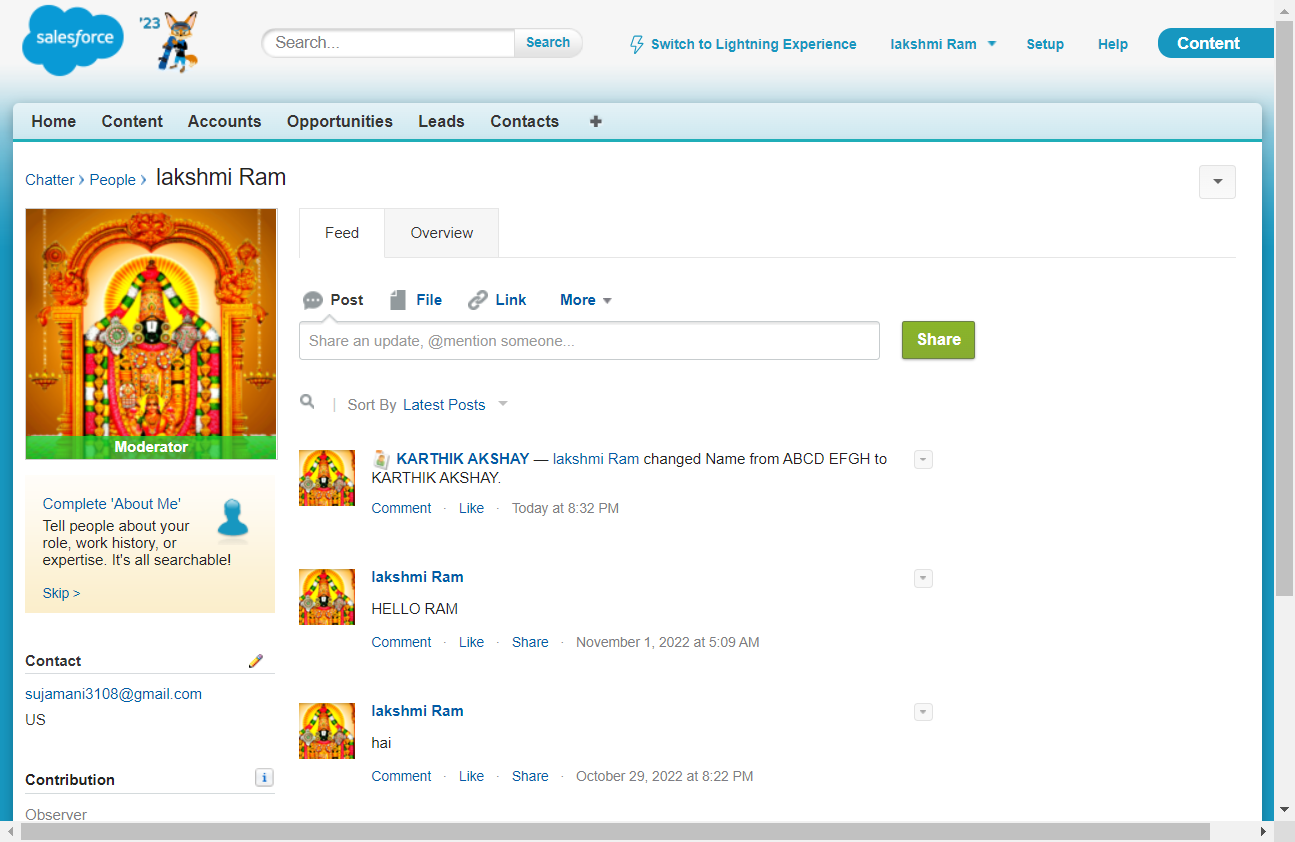 salesforce
'23
Search...
Search
Switch to Lightning Experience
lakshmi Ram
Setup
Help
Content
Home
Content
Accounts
Opportunities
Leads
Contacts
Chatter › People › lakshmi Ram
Moderator
Complete 'About Me'
Tell people about your
role, work history, or
expertise. It's all searchable!
Skip >
Contact
sujamani3108@gmail.com
US
Contribution
Observer
Feed
Overview
Post
File
Link
More
Share an update, @mention someone...
Share
| Sort By Latest Posts
KARTHIK AKSHAY — lakshmi Ram changed Name from ABCD EFGH to
KARTHIK AKSHAY.
Comment · Like · Today at 8:32 PM
lakshmi Ram
HELLO RAM
Comment · Like · Share · November 1, 2022 at 5:09 AM
lakshmi Ram
hai
Comment · Like · Share · October 29, 2022 at 8:22 PM